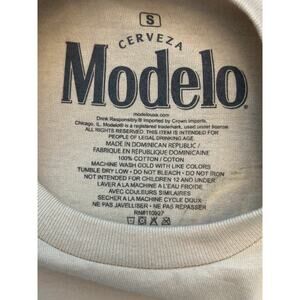 S
CERVEZA
Modelo®
modelousa.com
Drink Responsibly® Imported by Crown Imports,
Chicago, IL. Modelo® is a registered trademark, used under license.
ALL RIGHTS RESERVED. THIS ITEM IS INTENDED FOR
PEOPLE OF LEGAL DRINKING AGE.
MADE IN DOMINICAN REPUBLIC /
FABRIQUE EN REPUBLIQUE DOMINICAINE
100% COTTON / COTON
MACHINE WASH COLD WITH LIKE COLORS
TUMBLE DRY LOW - DO NOT BLEACH - DO NOT IRON
NOT INTENDED FOR CHILDREN 12 AND UNDER
LAVER A LA MACHINE A L'EAU FROIDE
AVEC COULEURS SIMILAIRES
SECHER A LA MACHINE CYCLE DOUX
- NE PAS JAVELLISER - NE PAS REPASSER
RN#110927